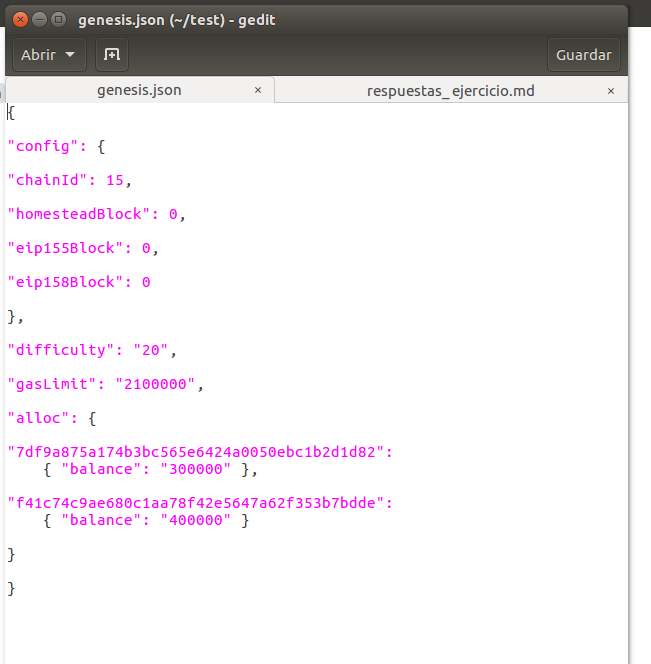 genesis.json (~/test) - gedit
Abrir
Guardar
genesis.json ×
respuestas_ejercicio.md ×
{
"config": {
"chainId": 15,
"homesteadBlock": 0,
"eip155Block": 0,
"eip158Block": 0
},
"difficulty": "20",
"gasLimit": "2100000",
"alloc": {
"7df9a875a174b3bc565e6424a0050ebc1b2d1d82":
{ "balance": "300000" },
"f41c74c9ae680c1aa78f42e5647a62f353b7bdde":
{ "balance": "400000" }
}
}